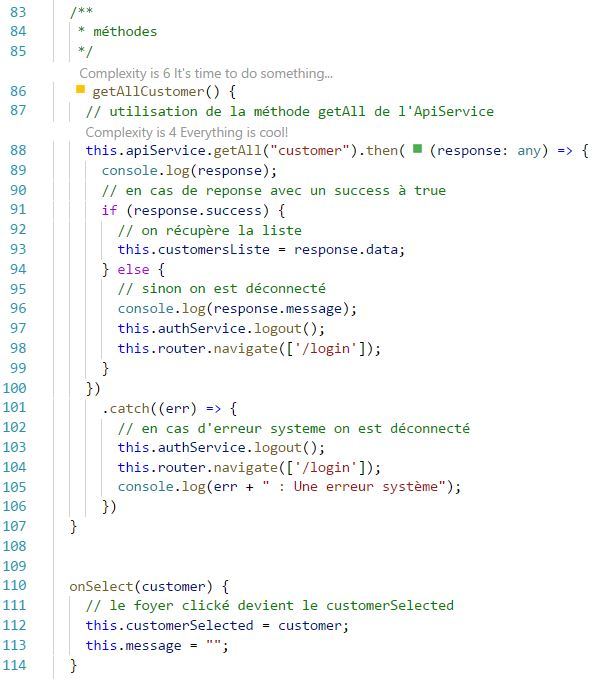 83 /**
84 * méthodes
85 */
Complexity is 6 It's time to do something...
86 getAllCustomer() {
87 // utilisation de la méthode getAll de l'ApiService
Complexity is 4 Everything is cool!
88 this.apiService.getAll("customer").then( (response: any) => {
89 console.log(response);
90 // en cas de reponse avec un success à true
91 if (response.success) {
92 // on récupère la liste
93 this.customersListe = response.data;
94 } else {
95 // sinon on est déconnecté
96 console.log(response.message);
97 this.authService.logout();
98 this.router.navigate(['/login']);
99 }
100 })
101 .catch((err) => {
102 // en cas d'erreur systeme on est déconnecté
103 this.authService.logout();
104 this.router.navigate(['/login']);
105 console.log(err + " : Une erreur système");
106 })
107 }
108
109
110 onSelect(customer) {
111 // le foyer clické devient le customerSelected
112 this.customerSelected = customer;
113 this.message = "";
114 }